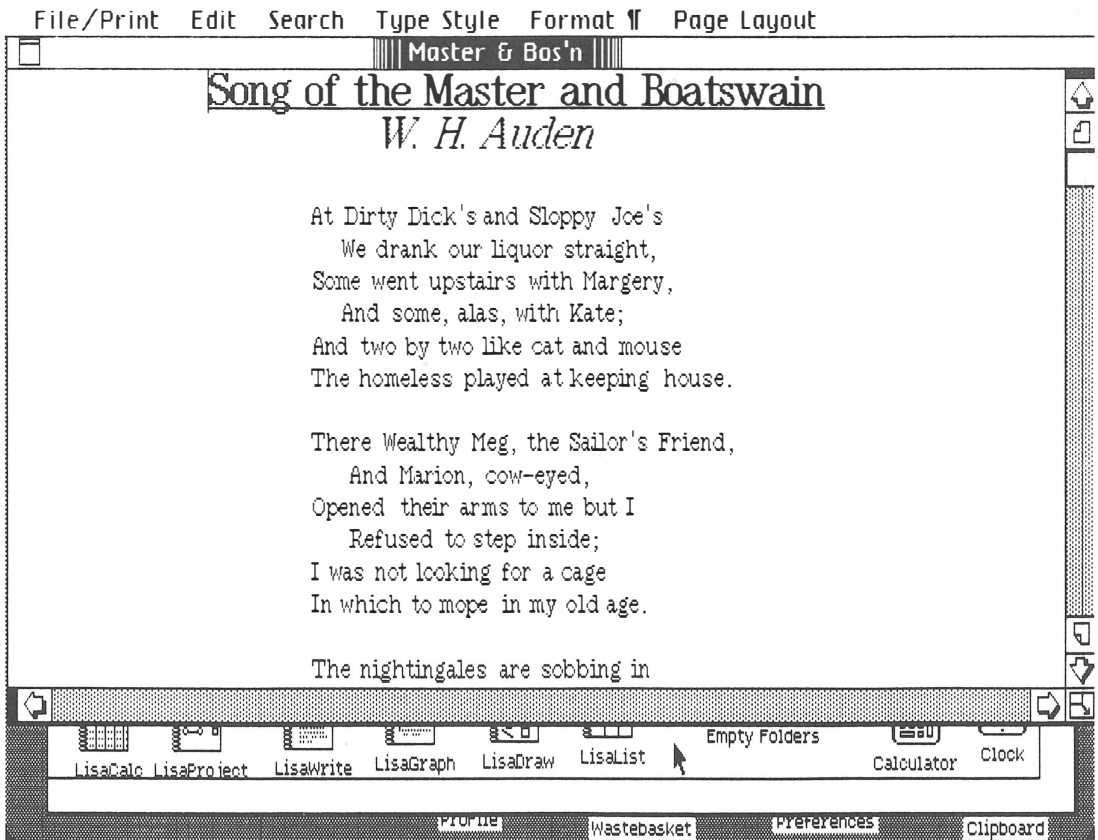 File/Print Edit Search Type Style Format ¶ Page Layout
Master & Bos'n
Song of the Master and Boatswain
W. H. Auden
At Dirty Dick's and Sloppy Joe's
We drank our liquor straight,
Some went upstairs with Margery,
And some, alas, with Kate;
And two by two like cat and mouse
The homeless played at keeping house.
There Wealthy Meg, the Sailor's Friend,
And Marion, cow-eyed,
Opened their arms to me but I
Refused to step inside;
I was not looking for a cage
In which to mope in my old age.
The nightingales are sobbing in
LisaCalc LisaProject LisaWrite LisaGraph LisaDraw LisaList Empty Folders Calculator Clock
Profile Wastebasket Preferences Clipboard